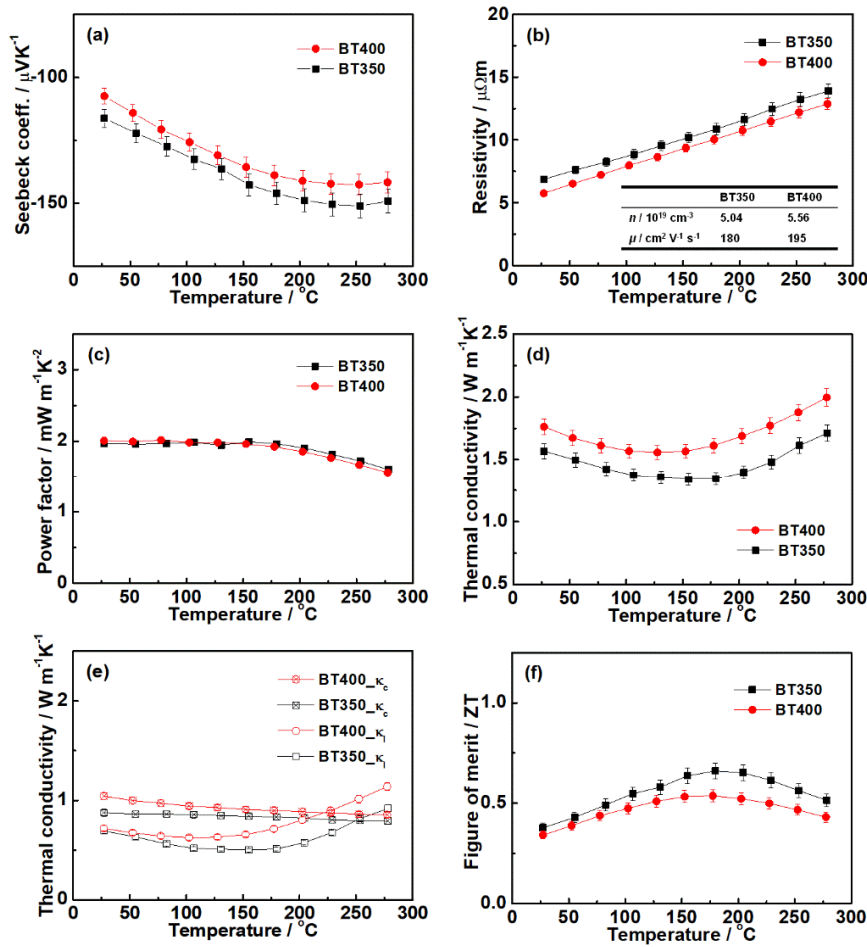 (a)
BT400
BT350
Seebeck coeff. / μVK⁻¹
-100
-150
0 50 100 150 200 250 300
Temperature / °C
(b)
BT350
BT400
Resistivity / μΩm
20
15
10
5
0
BT350 BT400
n / 10¹⁹ cm⁻³ 5.04 5.56
μ / cm² V⁻¹ s⁻¹ 180 195
0 50 100 150 200 250 300
Temperature / °C
(c)
BT350
BT400
Power factor / mW m⁻¹K⁻²
3
2
1
0
0 50 100 150 200 250 300
Temperature / °C
(d)
BT400
BT350
Thermal conductivity / W m⁻¹K⁻¹
2.5
2.0
1.5
1.0
0.5
0 50 100 150 200 250 300
Temperature / °C
(e)
BT400_κc
BT350_κc
BT400_κl
BT350_κl
Thermal conductivity / W m⁻¹K⁻¹
2
1
0
0 50 100 150 200 250 300
Temperature / °C
(f)
BT350
BT400
Figure of merit / ZT
1.0
0.5
0.0
0 50 100 150 200 250 300
Temperature / °C